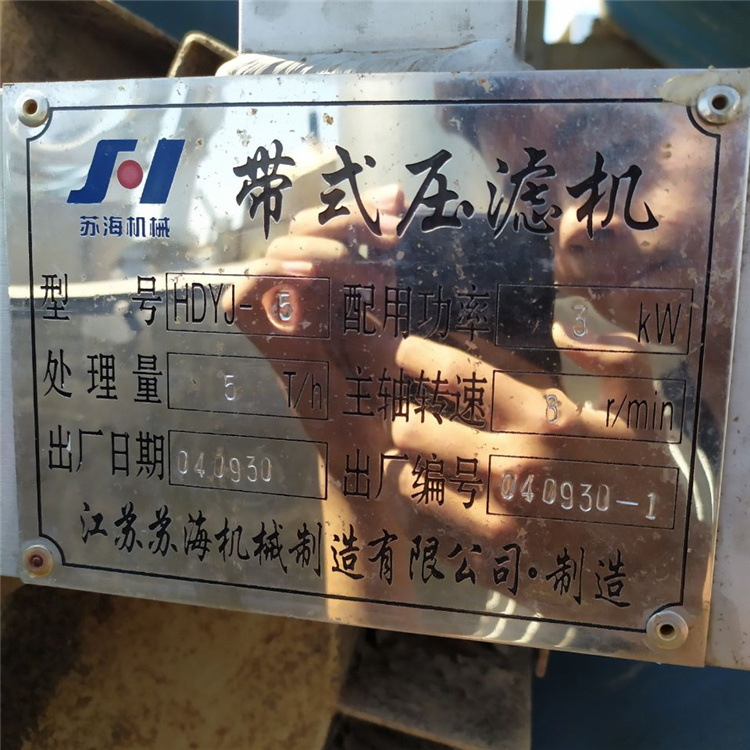 苏海机械
带式压滤机
型号 HDYJ-5 配用功率 3 kW
处理量 5 T/h 主轴转速 8 r/min
出厂日期 040930 出厂编号 040930-1
江苏苏海机械制造有限公司·制造